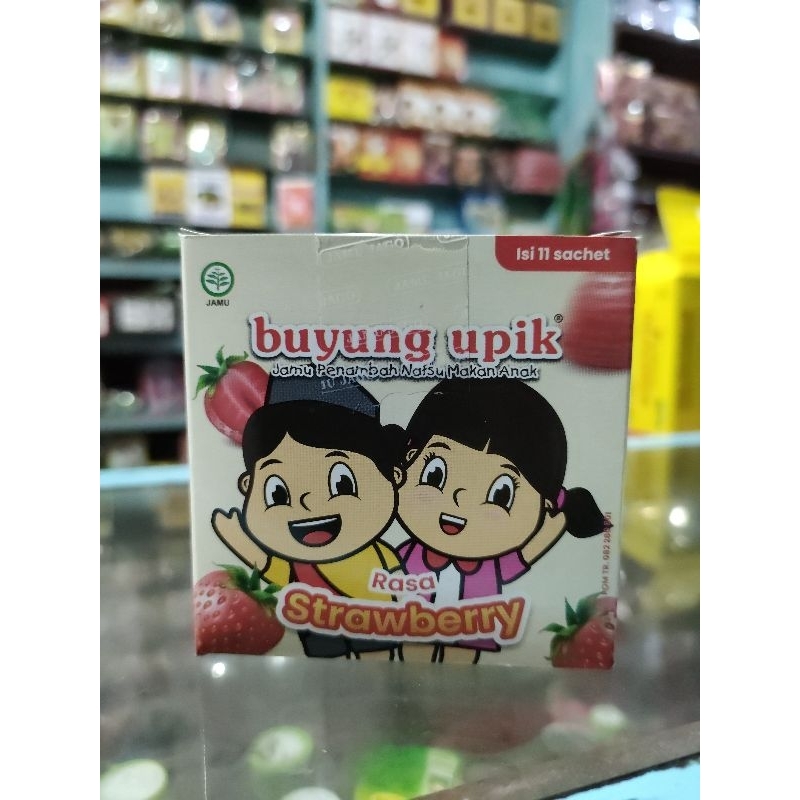 Isi 11 sachet
JAMU
buyung upik®
Jamu Penambah Nafsu Makan Anak
Rasa
Strawberry